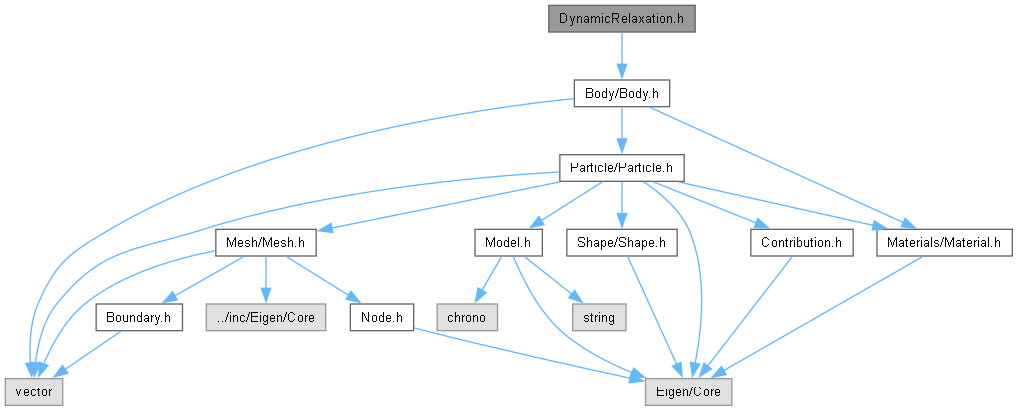 DynamicRelaxation.h
Body/Body.h
Particle/Particle.h
Mesh/Mesh.h
Model.h
Shape/Shape.h
Contribution.h
Materials/Material.h
Boundary.h
../inc/Eigen/Core
Node.h
chrono
string
vector
Eigen/Core